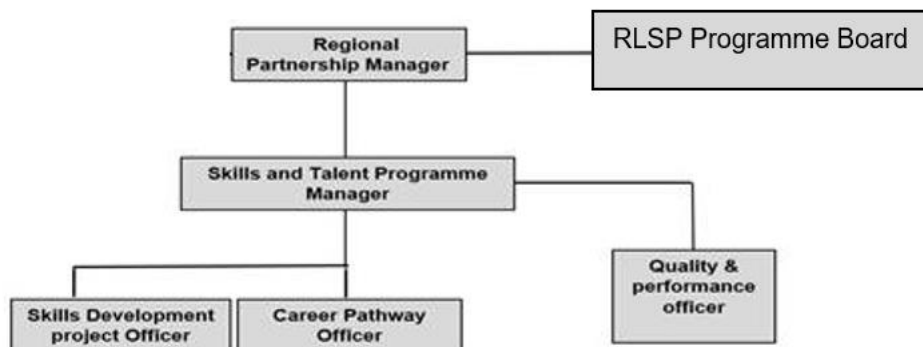 Regional
Partnership Manager
RLSP Programme Board
Skills and Talent Programme
Manager
Quality &
performance
officer
Skills Development
project Officer
Career Pathway
Officer